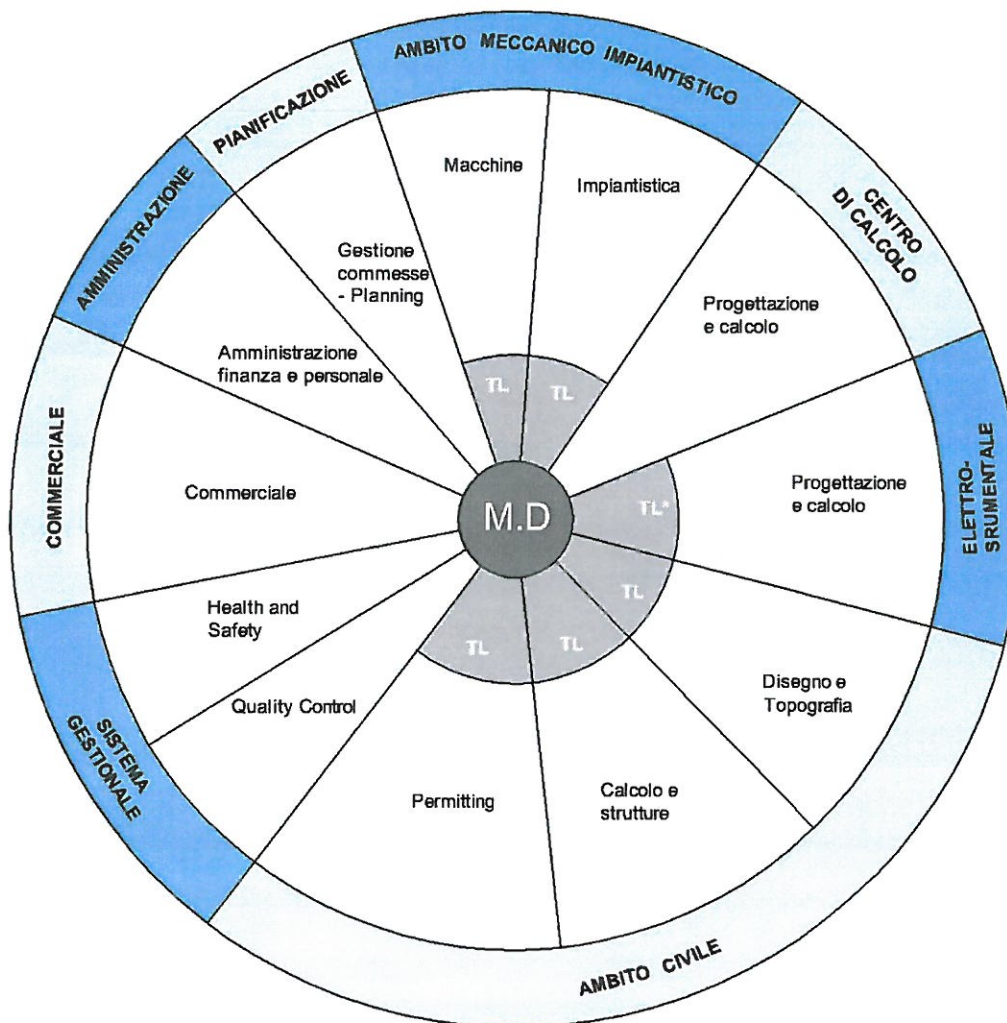 AMBITO MECCANICO IMPIANTISTICO
PIANIFICAZIONE
AMMINISTRAZIONE
COMMERCIALE
SISTEMA
GESTIONALE
AMBITO CIVILE
ELETTRO-
SRUMENTALE
CENTRO
DI CALCOLO
Macchine
Impiantistica
Gestione
commesse
- Planning
Progettazione
e calcolo
Amministrazione
finanza e personale
TL
TL
Commerciale
M.D
TL*
Progettazione
e calcolo
Health and
Safety
TL
TL
TL
Quality Control
Disegno e
Topografia
Permitting
Calcolo e
strutture